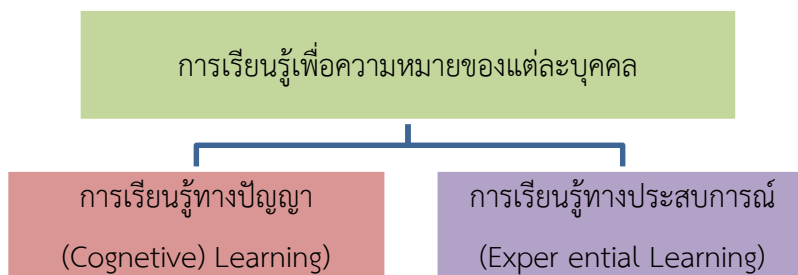 การเรียนรู้เพื่อความหมายของแต่ละบุคคล
การเรียนรู้ทางปัญญา
(Cognetive) Learning)
การเรียนรู้ทางประสบการณ์
(Exper ential Learning)